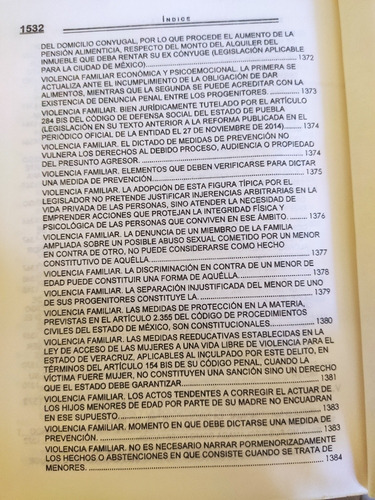 1532
ÍNDICE
DEL DOMICILIO CONYUGAL, POR LO QUE PROCEDE EL AUMENTO DE LA
PENSIÓN ALIMENTICIA, RESPECTO DEL MONTO DEL ALQUILER DEL
INMUEBLE QUE DEBA RENTAR SU EX CONYUGE (LEGISLACIÓN APLICABLE
PARA LA CIUDAD DE MÉXICO)............ 1372
VIOLENCIA FAMILIAR ECONÓMICA Y PSICOEMOCIONAL. LA PRIMERA SE
ACTUALIZA ANTE EL INCUMPLIMIENTO DE LA OBLIGACIÓN DE DAR
ALIMENTOS, MIENTRAS QUE LA SEGUNDA SE PUEDE ACREDITAR CON LA
EXISTENCIA DE DENUNCIA PENAL ENTRE LOS PROGENITORES............ 1373
VIOLENCIA FAMILIAR. BIEN JURÍDICAMENTE TUTELADO POR EL ARTÍCULO
284 BIS DEL CÓDIGO DE DEFENSA SOCIAL DEL ESTADO DE PUEBLA
(LEGISLACIÓN EN SU TEXTO ANTERIOR A LA REFORMA PUBLICADA EN EL
PERIÓDICO OFICIAL DE LA ENTIDAD EL 27 DE NOVIEMBRE DE 2014)............ 1374
VIOLENCIA FAMILIAR. EL DICTADO DE MEDIDAS DE PREVENCIÓN NO
VULNERA LOS DERECHOS AL DEBIDO PROCESO, AUDIENCIA O PROPIEDAD
DEL PRESUNTO AGRESOR............ 1374
VIOLENCIA FAMILIAR. ELEMENTOS QUE DEBEN VERIFICARSE PARA DICTAR
UNA MEDIDA DE PREVENCIÓN............ 1375
VIOLENCIA FAMILIAR. LA ADOPCIÓN DE ESTA FIGURA TÍPICA POR EL
LEGISLADOR NO PRETENDE JUSTIFICAR INJERENCIAS ARBITRARIAS EN LA
VIDA PRIVADA DE LAS PERSONAS, SINO ATENDER LA NECESIDAD DE
EMPRENDER ACCIONES QUE PROTEJAN LA INTEGRIDAD FÍSICA Y
PSICOLÓGICA DE LAS PERSONAS QUE CONVIVEN EN ESE ÁMBITO............ 1376
VIOLENCIA FAMILIAR. LA DENUNCIA DE UN MIEMBRO DE LA FAMILIA
AMPLIADA SOBRE UN POSIBLE ABUSO SEXUAL COMETIDO POR UN MENOR
EN CONTRA DE OTRO, NO PUEDE CONSIDERARSE COMO HECHO
CONSTITUTIVO DE AQUÉLLA............ 1377
VIOLENCIA FAMILIAR. LA DISCRIMINACIÓN EN CONTRA DE UN MENOR DE
EDAD PUEDE CONSTITUIR UNA FORMA DE AQUÉLLA............ 1378
VIOLENCIA FAMILIAR. LA SEPARACIÓN INJUSTIFICADA DEL MENOR DE UNO
DE SUS PROGENITORES CONSTITUYE LA............ 1379
VIOLENCIA FAMILIAR. LAS MEDIDAS DE PROTECCIÓN EN LA MATERIA,
PREVISTAS EN EL ARTÍCULO 2.355 DEL CÓDIGO DE PROCEDIMIENTOS
CIVILES DEL ESTADO DE MÉXICO, SON CONSTITUCIONALES............ 1380
VIOLENCIA FAMILIAR. LAS MEDIDAS REEDUCATIVAS ESTABLECIDAS EN LA
LEY DE ACCESO DE LAS MUJERES A UNA VIDA LIBRE DE VIOLENCIA PARA EL
ESTADO DE VERACRUZ, APLICABLES AL INCULPADO POR ESTE DELITO, EN
TÉRMINOS DEL ARTÍCULO 154 BIS DE SU CÓDIGO PENAL, CUANDO LA
VÍCTIMA FUERE MUJER, NO CONSTITUYEN UNA SANCIÓN SINO UN DERECHO
QUE EL ESTADO DEBE GARANTIZAR............ 1381
VIOLENCIA FAMILIAR. LOS ACTOS TENDENTES A CORREGIR EL ACTUAR DE
LOS HIJOS MENORES DE EDAD POR PARTE DE SU MADRE NO ENCUADRAN
EN ESE SUPUESTO............ 1383
VIOLENCIA FAMILIAR. MOMENTO EN QUE DEBE DICTARSE UNA MEDIDA DE
PREVENCIÓN............ 1383
VIOLENCIA FAMILIAR. NO ES NECESARIO NARRAR PORMENORIZADAMENTE
LOS HECHOS O ABSTENCIONES EN QUE CONSISTE CUANDO SE TRATA DE
MENORES............ 1384